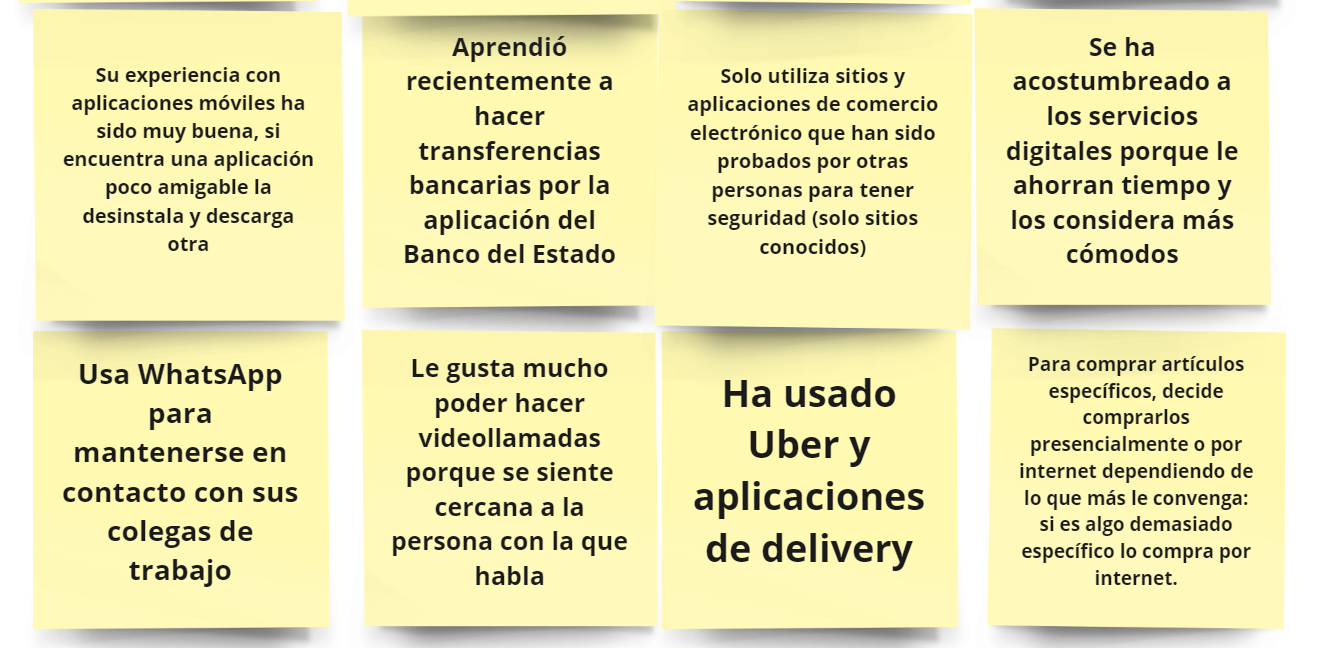 Su experiencia con
aplicaciones móviles ha
sido muy buena, si
encuentra una aplicación
poco amigable la
desinstala y descarga
otra
Aprendió
recientemente a
hacer
transferencias
bancarias por la
aplicación del
Banco del Estado
Solo utiliza sitios y
aplicaciones de comercio
electrónico que han sido
probados por otras
personas para tener
seguridad (solo sitios
conocidos)
Se ha
acostumbreado a
los servicios
digitales porque le
ahorran tiempo y
los considera más
cómodos
Usa WhatsApp
para
mantenerse en
contacto con sus
colegas de
trabajo
Le gusta mucho
poder hacer
videollamadas
porque se siente
cercana a la
persona con la que
habla
Ha usado
Uber y
aplicaciones
de delivery
Para comprar artículos
específicos, decide
comprarlos
presencialmente o por
internet dependiendo de
lo que más le convenga:
si es algo demasiado
específico lo compra por
internet.